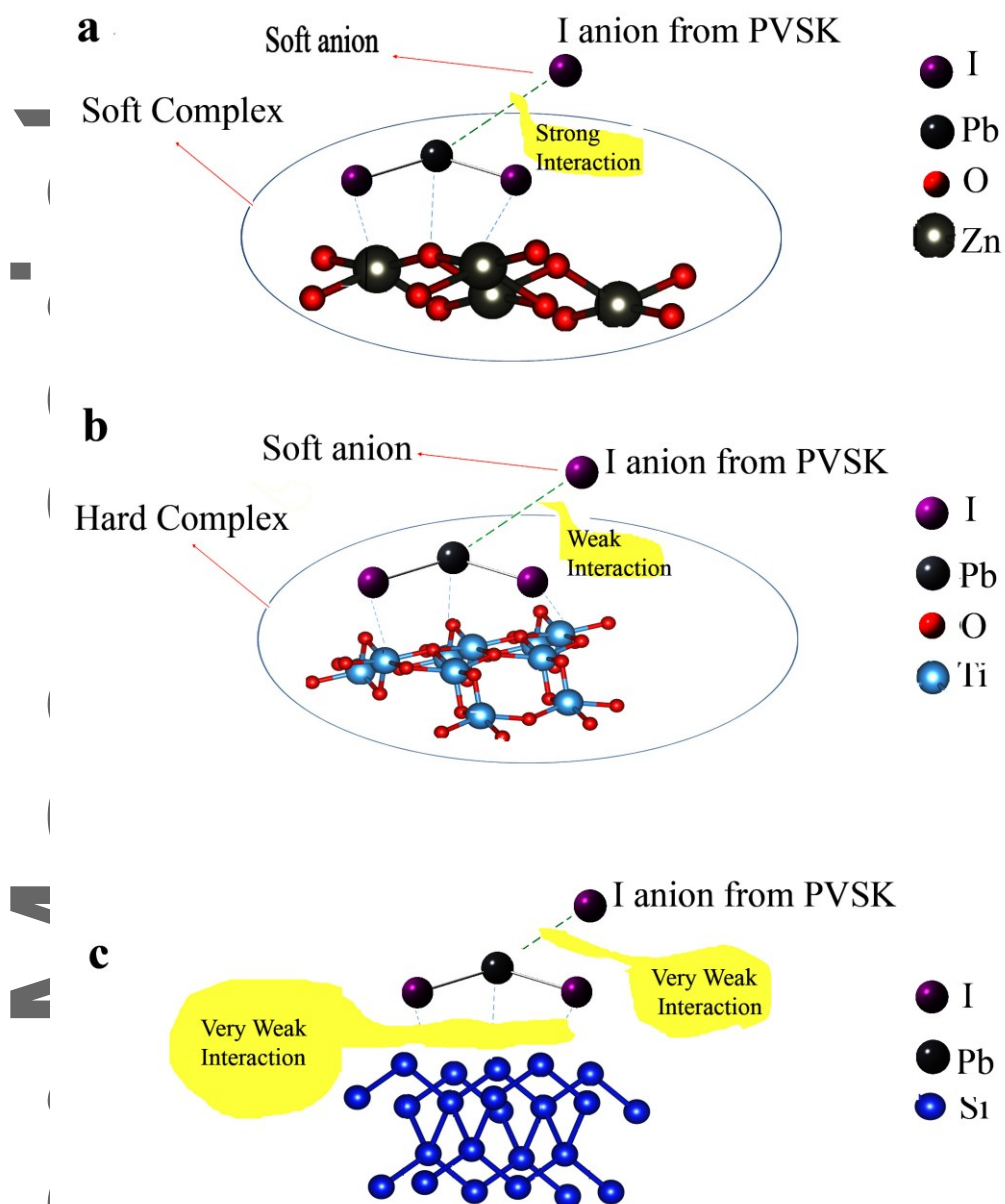 a
Soft anion
I anion from PVSK
Soft Complex
Strong
Interaction
I
Pb
O
Zn
b
Soft anion
I anion from PVSK
Hard Complex
Weak
Interaction
I
Pb
O
Ti
c
I anion from PVSK
Very Weak
Interaction
Very Weak
Interaction
I
Pb
Si